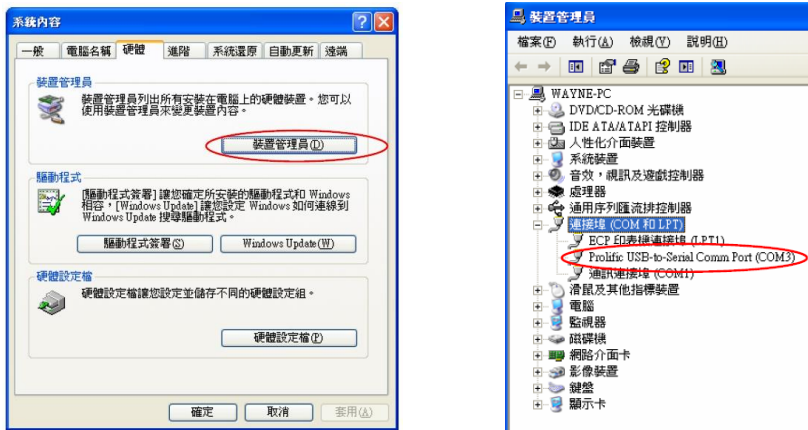 系統內容
一般 電腦名稱 硬體 進階 系統還原 自動更新 遠端
裝置管理員
裝置管理員列出所有安裝在電腦上的硬體裝置。您可以
使用裝置管理員來變更裝置內容。
裝置管理員(D)
驅動程式
[驅動程式簽署] 讓您確定所安裝的驅動程式和 Windows
相容，[Windows Update] 讓您設定 Windows 如何連線到
Windows Update 搜尋驅動程式。
驅動程式簽署(S) Windows Update(W)
硬體設定檔
硬體設定檔讓您設定並儲存不同的硬體設定組。
硬體設定檔(P)
確定 取消 套用(A)
裝置管理員
檔案(F) 執行(A) 檢視(V) 說明(H)
WAYNE-PC
DVD/CD-ROM 光碟機
IDE ATA/ATAPI 控制器
人性化介面裝置
系統裝置
音效，視訊及遊戲控制器
處理器
通用序列匯流排控制器
連接埠 (COM 和 LPT)
ECP 印表機連接埠 (LPT1)
Prolific USB-to-Serial Comm Port (COM3)
通訊連接埠 (COM1)
滑鼠及其他指標裝置
電腦
監視器
磁碟機
網路介面卡
影像裝置
鍵盤
顯示卡